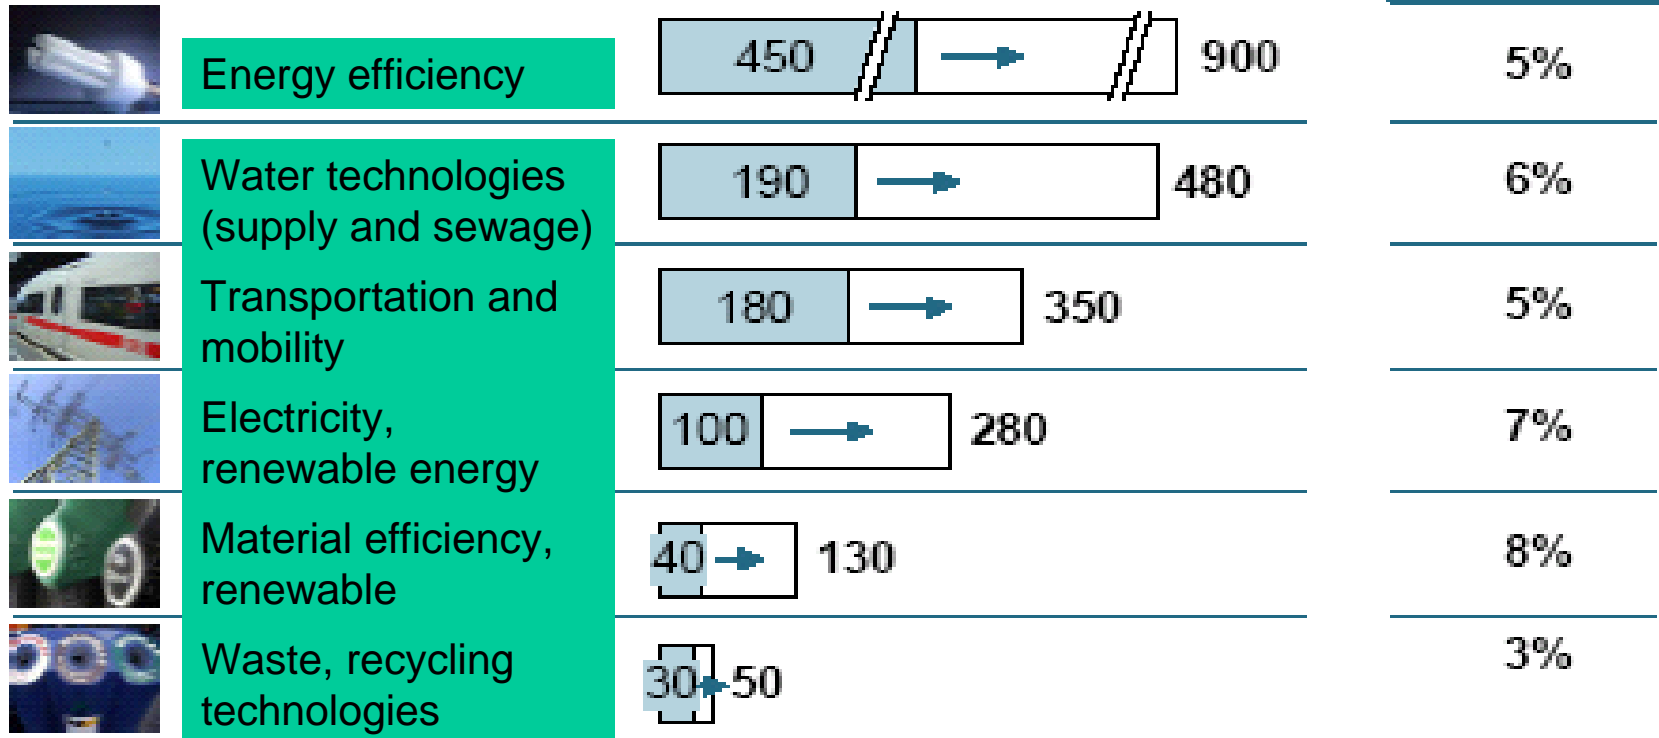 Energy efficiency 450 900 5%
Water technologies
(supply and sewage) 190 480 6%
Transportation and
mobility 180 350 5%
Electricity,
renewable energy 100 280 7%
Material efficiency,
renewable 40 130 8%
Waste, recycling
technologies 30 50 3%